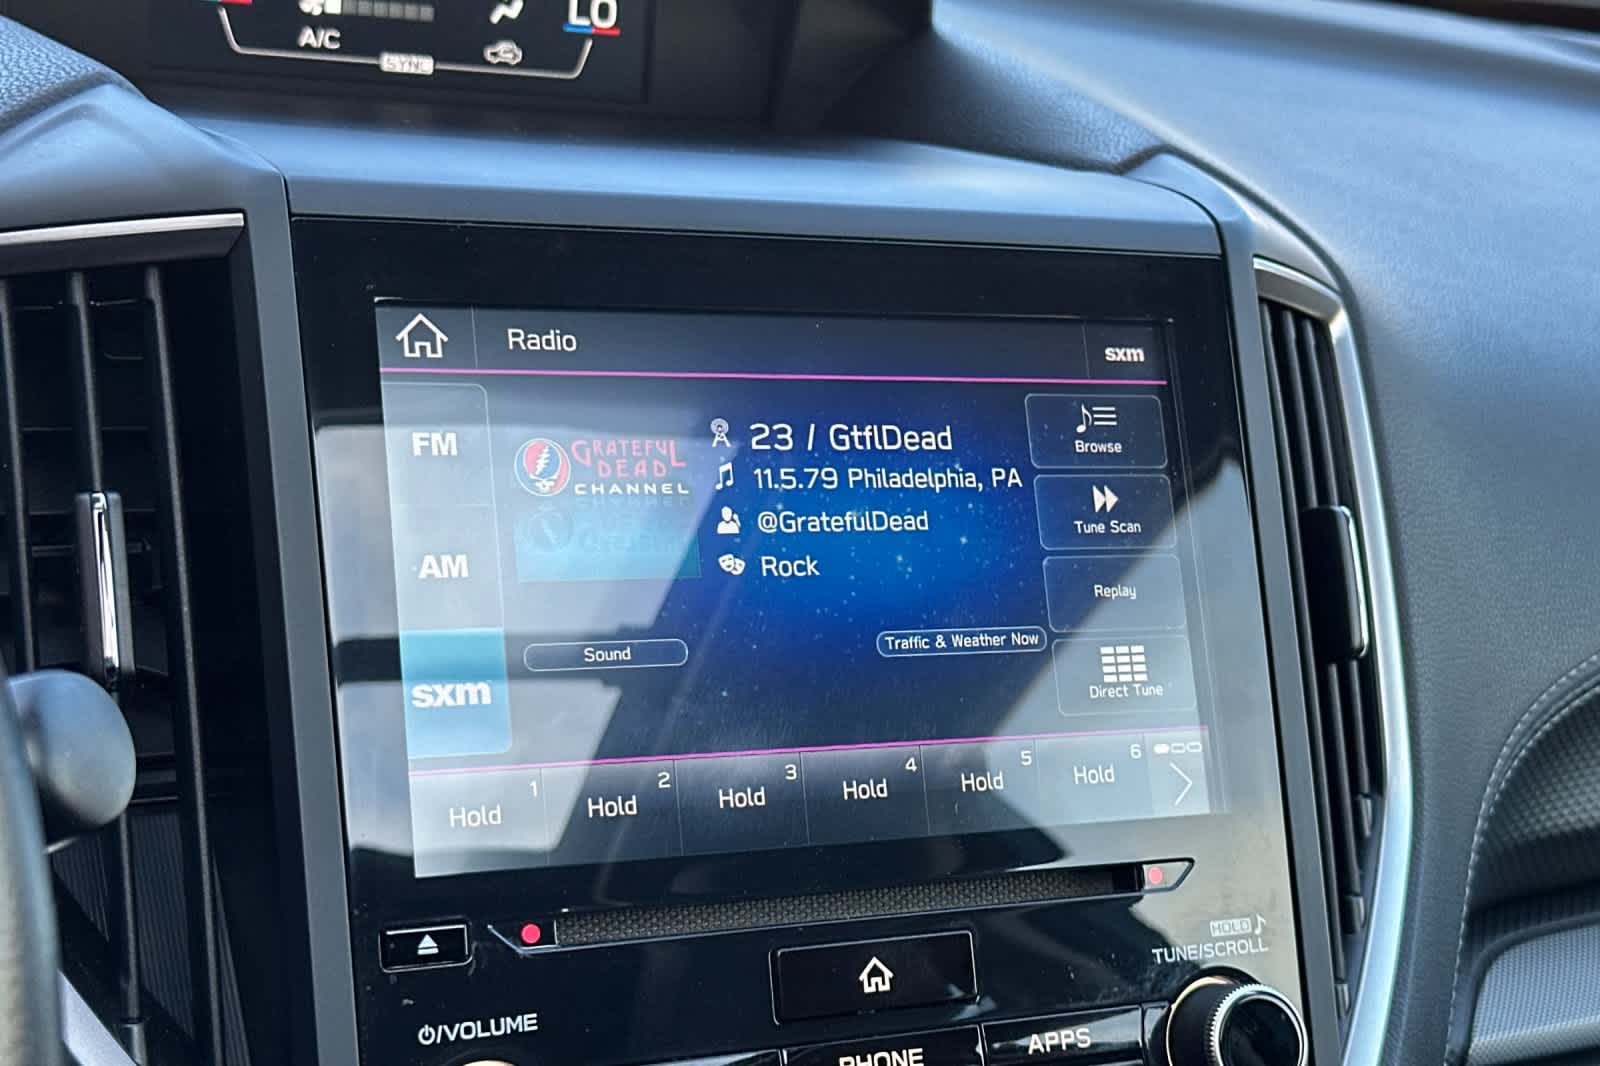 LO
A/C
SYNC
Radio
sxm
FM
AM
sxm
GRATEFUL
DEAD
CHANNEL
23 / GtflDead
11.5.79 Philadelphia, PA
@GratefulDead
Rock
Browse
Tune Scan
Replay
Direct Tune
Sound
Traffic & Weather Now
Hold 1
Hold 2
Hold 3
Hold 4
Hold 5
Hold 6
HOLD
TUNE/SCROLL
/VOLUME
PHONE
APPS